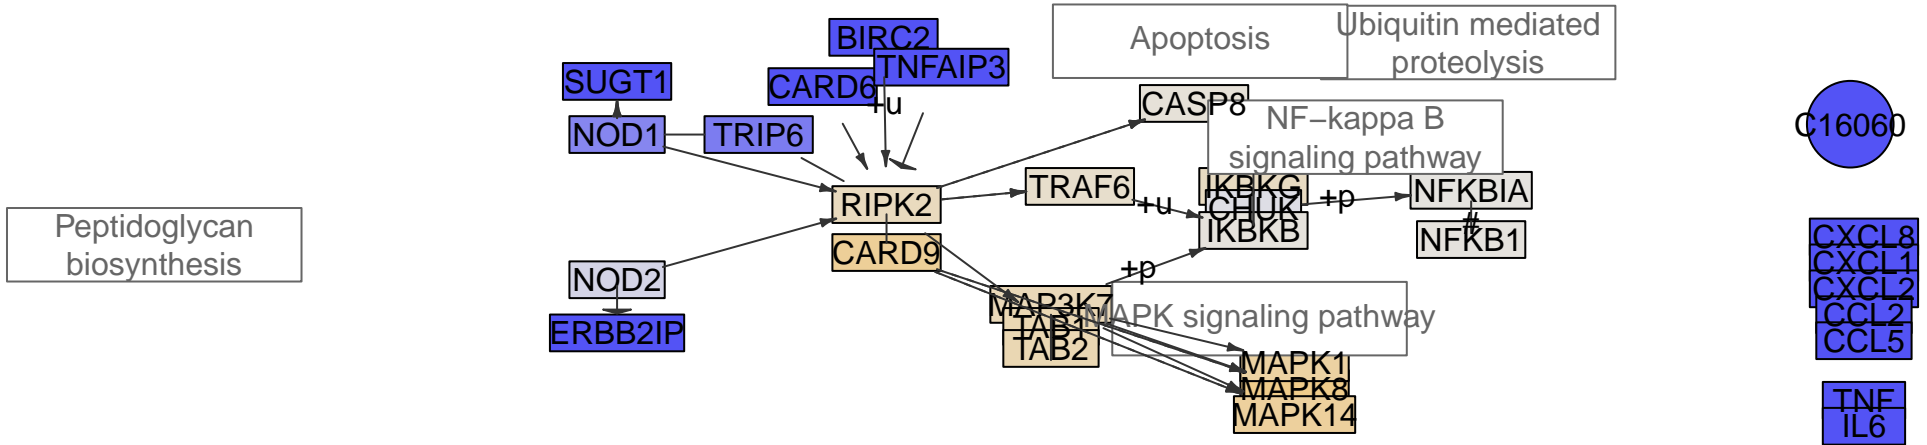 BIRC2
TNFAIP3
CARD6
+u
SUGT1
NOD1
TRIP6
RIPK2
CARD9
NOD2
ERBB2IP
Peptidoglycan
biosynthesis
Apoptosis
Ubiquitin mediated
proteolysis
CASP8
NF−kappa B
signaling pathway
TRAF6
+u
IKBKG
CHUK
IKBKB
+p
NFKBIA
#
NFKB1
+p
MAP3K7
TAB1
TAB2
MAPK signaling pathway
MAPK1
MAPK8
MAPK14
C16060
CXCL8
CXCL1
CXCL2
CCL2
CCL5
TNF
IL6